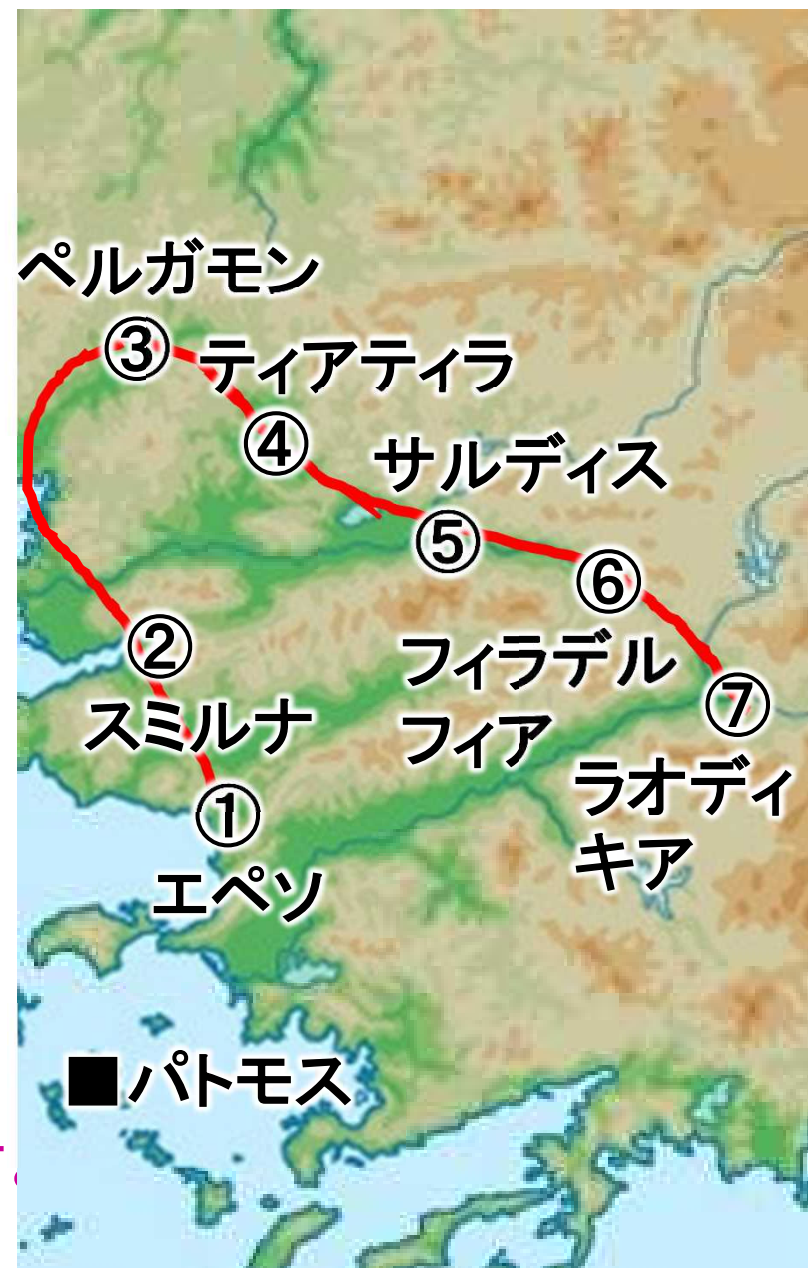 ペルガモン
③
ティアティラ
④
サルディス
⑤
⑥
②
フィラデル
フィア
⑦
スミルナ
①
ラオディ
キア
エペソ
■パトモス